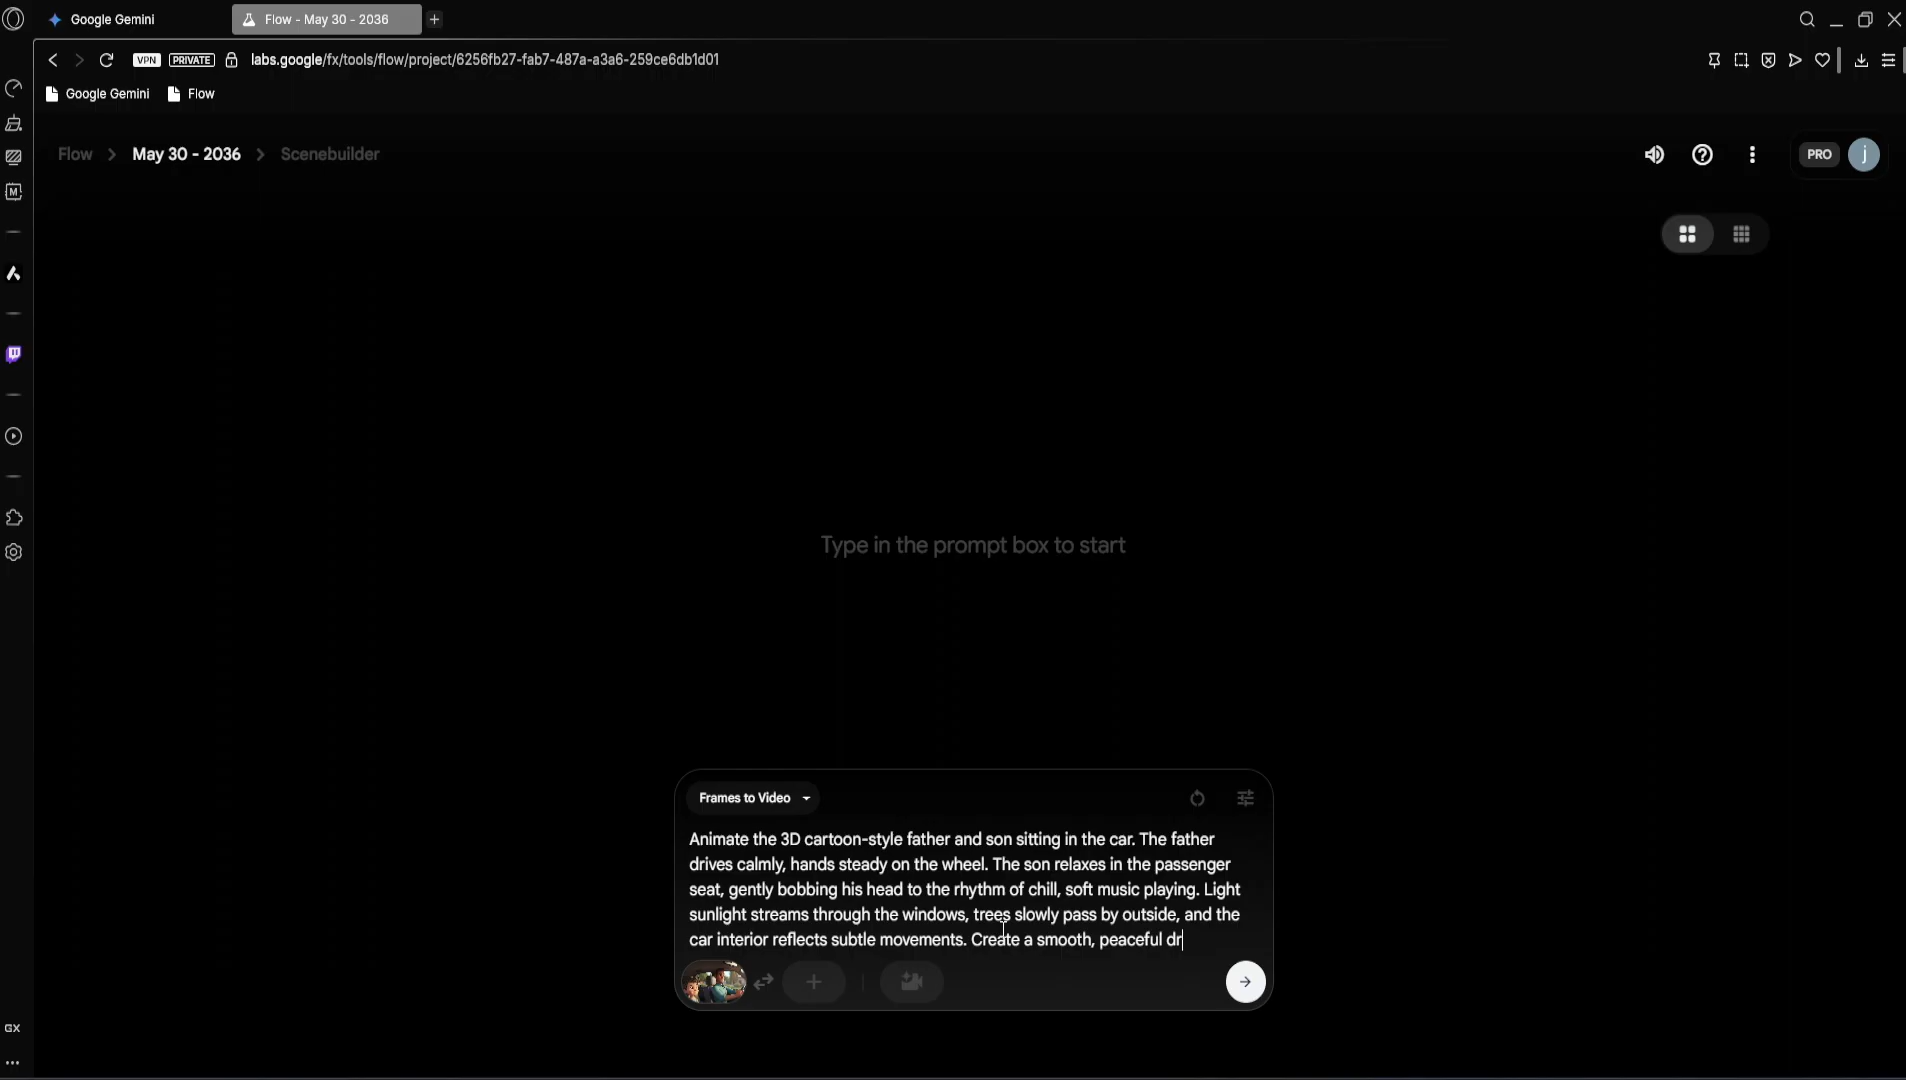 Google Gemini
Flow - May 30 - 2036
VPN
PRIVATE
labs.google/fx/tools/flow/project/6256fb27-fab7-487a-a3a6-259ce6db1d01
Google Gemini
Flow
Flow > May 30 - 2036 > Scenebuilder
PRO
j
M
Type in the prompt box to start
Frames to Video
Animate the 3D cartoon-style father and son sitting in the car. The father
drives calmly, hands steady on the wheel. The son relaxes in the passenger
seat, gently bobbing his head to the rhythm of chill, soft music playing. Light
sunlight streams through the windows, trees slowly pass by outside, and the
car interior reflects subtle movements. Create a smooth, peaceful dr
GX